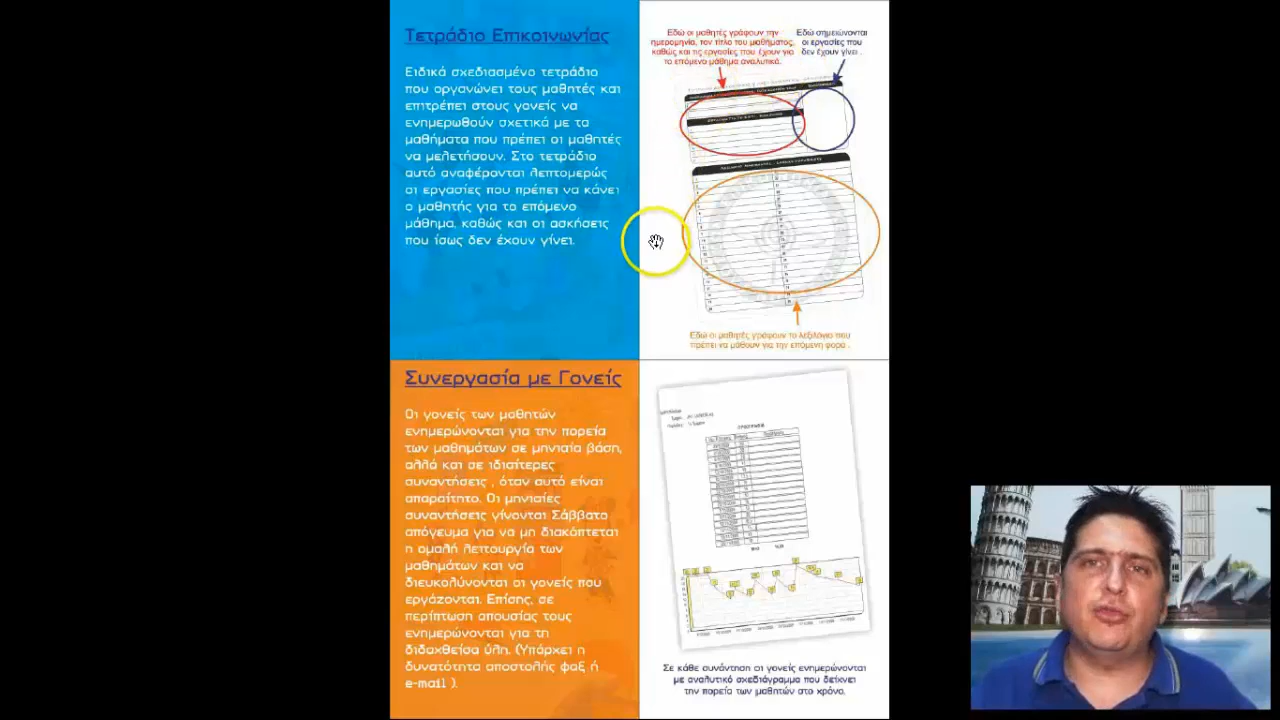 Τετράδιο Επικοινωνίας
Ειδικά σχεδιασμένο τετράδιο
που οργανώνει τους μαθητές και
επιτρέπει στους γονείς να
ενημερωθούν σχετικά με τα
μαθήματα που πρέπει οι μαθητές
να μελετήσουν. Στο τετράδιο
αυτό αναφέρονται λεπτομερώς
οι εργασίες που πρέπει να κάνει
ο μαθητής για το επόμενο
μάθημα, καθώς και οι ασκήσεις
που ίσως δεν έχουν γίνει.
Εδώ οι μαθητές γράφουν την
ημερομηνία, τον τίτλο του μαθήματος,
καθώς και τις εργασίες που έχουν για
το επόμενο μάθημα αναλυτικά.
Εδώ σημειώνονται
οι εργασίες που
δεν έχουν γίνει .
Εδώ οι μαθητές γράφουν το λεξιλόγιο που
πρέπει να μάθουν για την επόμενη φορά .
Συνεργασία με Γονείς
Οι γονείς των μαθητών
ενημερώνονται για την πορεία
των μαθημάτων σε μηνιαία βάση,
αλλά και σε ιδιαίτερες
συναντήσεις , όταν αυτό είναι
απαραίτητο. Οι μηνιαίες
συναντήσεις γίνονται Σάββατο
απόγευμα για να μη διακόπτεται
η ομαλή λειτουργία των
μαθημάτων και να
διευκολύνονται οι γονείς που
εργάζονται. Επίσης, σε
περίπτωση απουσίας τους
ενημερώνονται για τη
διδαχθείσα ύλη. (Υπάρχει η
δυνατότητα αποστολής φαξ ή
e-mail ).
Σε κάθε συνάντηση οι γονείς ενημερώνονται
με αναλυτικό σχεδιάγραμμα που δείχνει
την πορεία των μαθητών στο χρόνο.